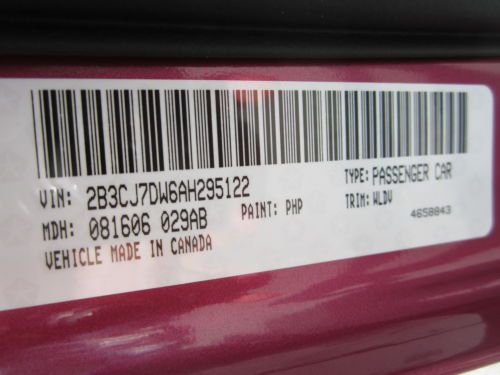 VIN: 2B3CJ7DW6AH295122 TYPE: PASSENGER CAR
MDH: 081606 029AB PAINT: PHP TRIM: WLDV
VEHICLE MADE IN CANADA 4658843